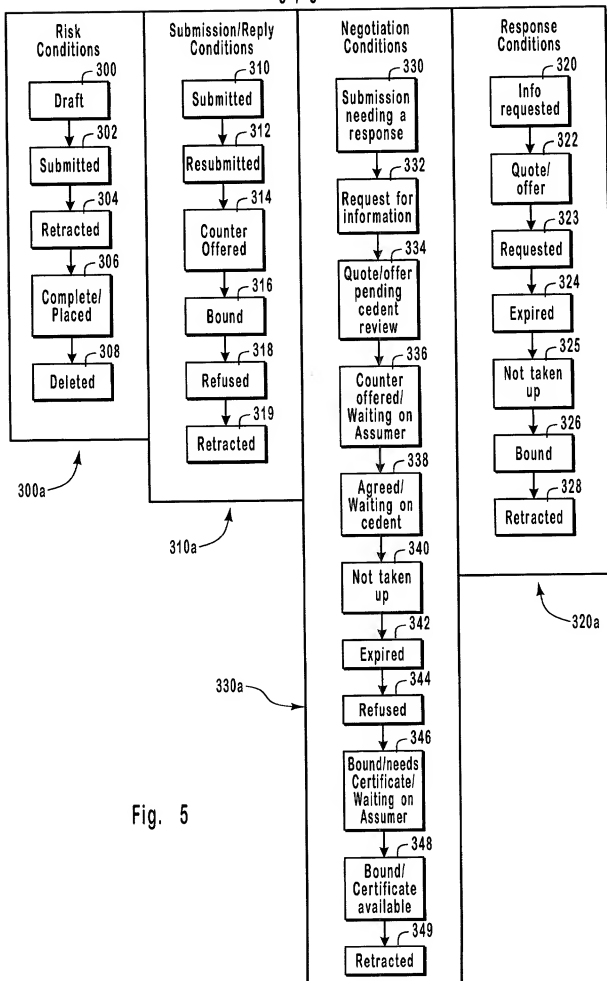 Risk
Conditions
300
Draft
302
Submitted
304
Retracted
306
Complete/
Placed
308
Deleted
300a
Submission/Reply
Conditions
310
Submitted
312
Resubmitted
314
Counter
Offered
316
Bound
318
Refused
319
Retracted
310a
Negotiation
Conditions
330
Submission
needing a
response
332
Request for
information
334
Quote/offer
pending
cedent
review
336
Counter
offered/
Waiting on
Assumer
338
Agreed/
Waiting on
cedent
340
Not taken
up
342
Expired
344
Refused
346
Bound/needs
Certificate/
Waiting on
Assumer
348
Bound/
Certificate
available
349
Retracted
330a
Response
Conditions
320
Info
requested
322
Quote/
offer
323
Requested
324
Expired
325
Not taken
up
326
Bound
328
Retracted
320a
Fig. 5